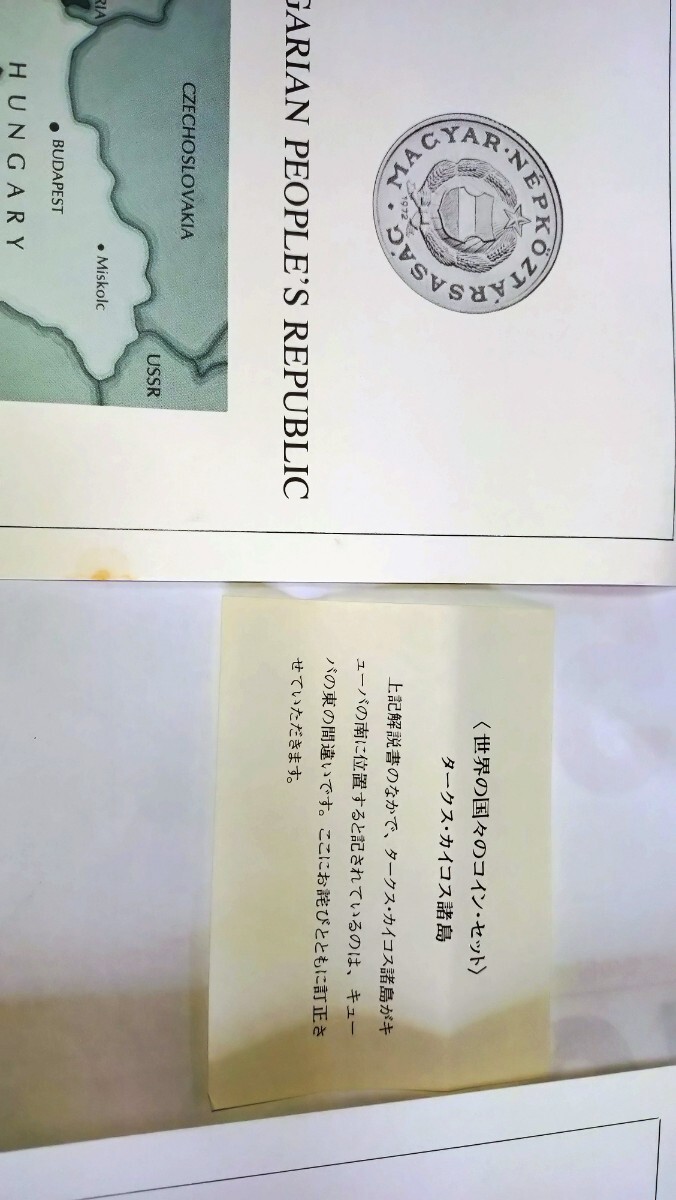 MAGYAR·NÉPKÖZTÁRSASÁG·
1972
GARIAN PEOPLE'S REPUBLIC
RIA
CZECHOSLOVAKIA
USSR
BUDAPEST
Miskolc
HUNGARY
〈世界の国々のコイン・セット〉
タークス・カイコス諸島
上記解説書のなかで、タークス・カイコス諸島がキ
ューバの南に位置すると記されているのは、キュー
バの東の間違いです。ここにお詫びとともに訂正さ
せていただきます。